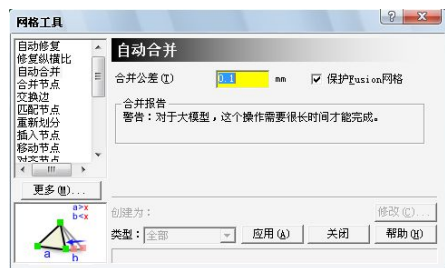 网格工具
自动修复
修复纵横比
自动合并
合并节点
交换边
匹配节点
重新划分
插入节点
移动节点
对齐节点
更多(M)...
a>x
b<x
a
b
自动合并
合并公差(T) 0.1 mm 保护Fusion网格
合并报告
警告:对于大模型,这个操作需要很长时间才能完成。
创建为:
修改(C)...
类型:全部 应用(A) 关闭 帮助(H)